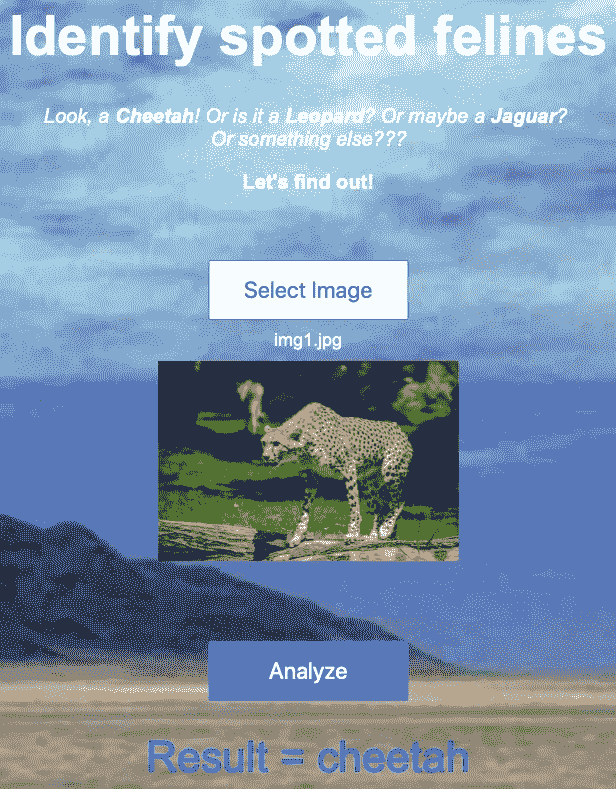 Identify spotted felines
Look, a Cheetah! Or is it a Leopard? Or maybe a Jaguar?
Or something else???
Let's find out!
Select Image
img1.jpg
Analyze
Result = cheetah